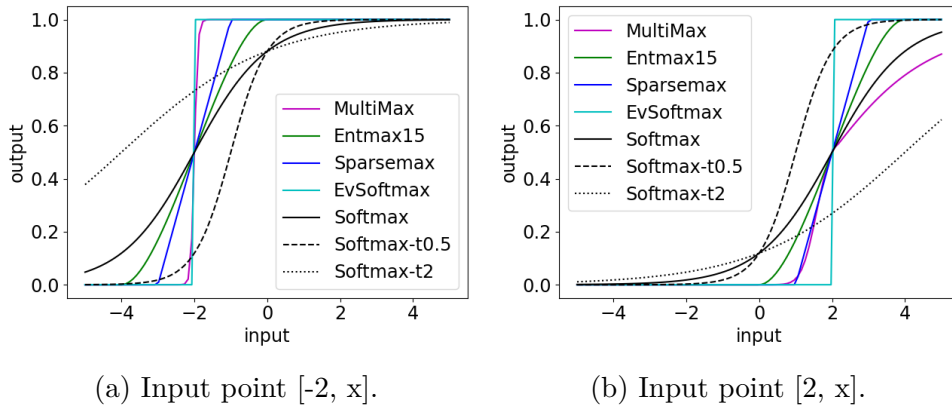 1.0
0.8
0.6
0.4
0.2
0.0
output
−4 −2 0 2 4
input
MultiMax
Entmax15
Sparsemax
EvSoftmax
Softmax
Softmax-t0.5
Softmax-t2
(a) Input point [-2, x].
1.0
0.8
0.6
0.4
0.2
0.0
output
−4 −2 0 2 4
input
MultiMax
Entmax15
Sparsemax
EvSoftmax
Softmax
Softmax-t0.5
Softmax-t2
(b) Input point [2, x].